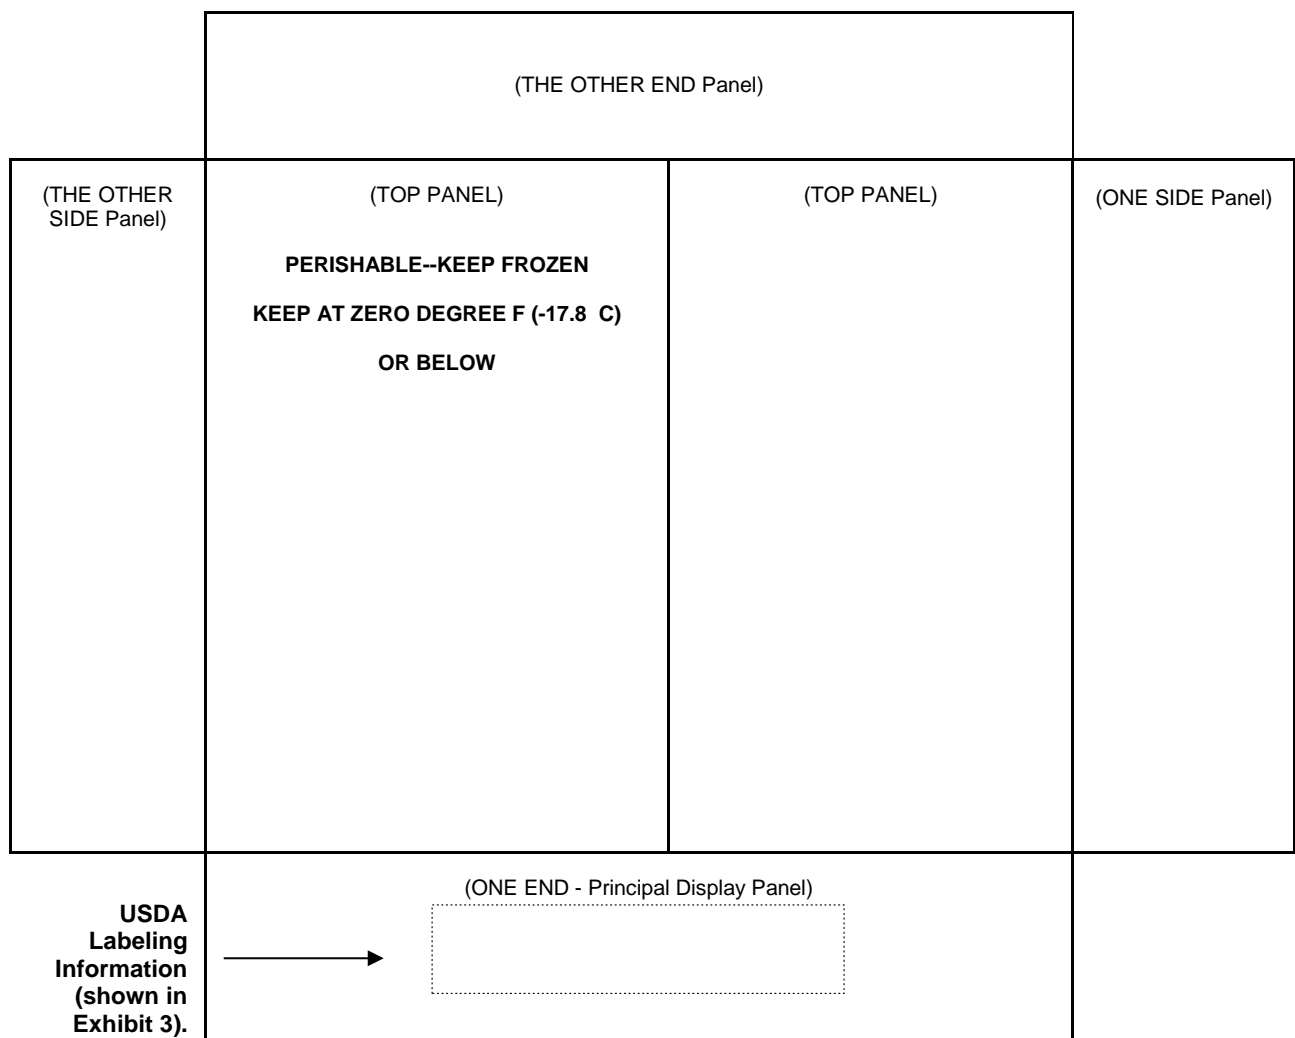 (THE OTHER END Panel)
(THE OTHER
SIDE Panel)
(TOP PANEL)
PERISHABLE--KEEP FROZEN
KEEP AT ZERO DEGREE F (-17.8  C)
OR BELOW
(TOP PANEL)
(ONE SIDE Panel)
(ONE END - Principal Display Panel)
USDA
Labeling
Information
(shown in
Exhibit 3).